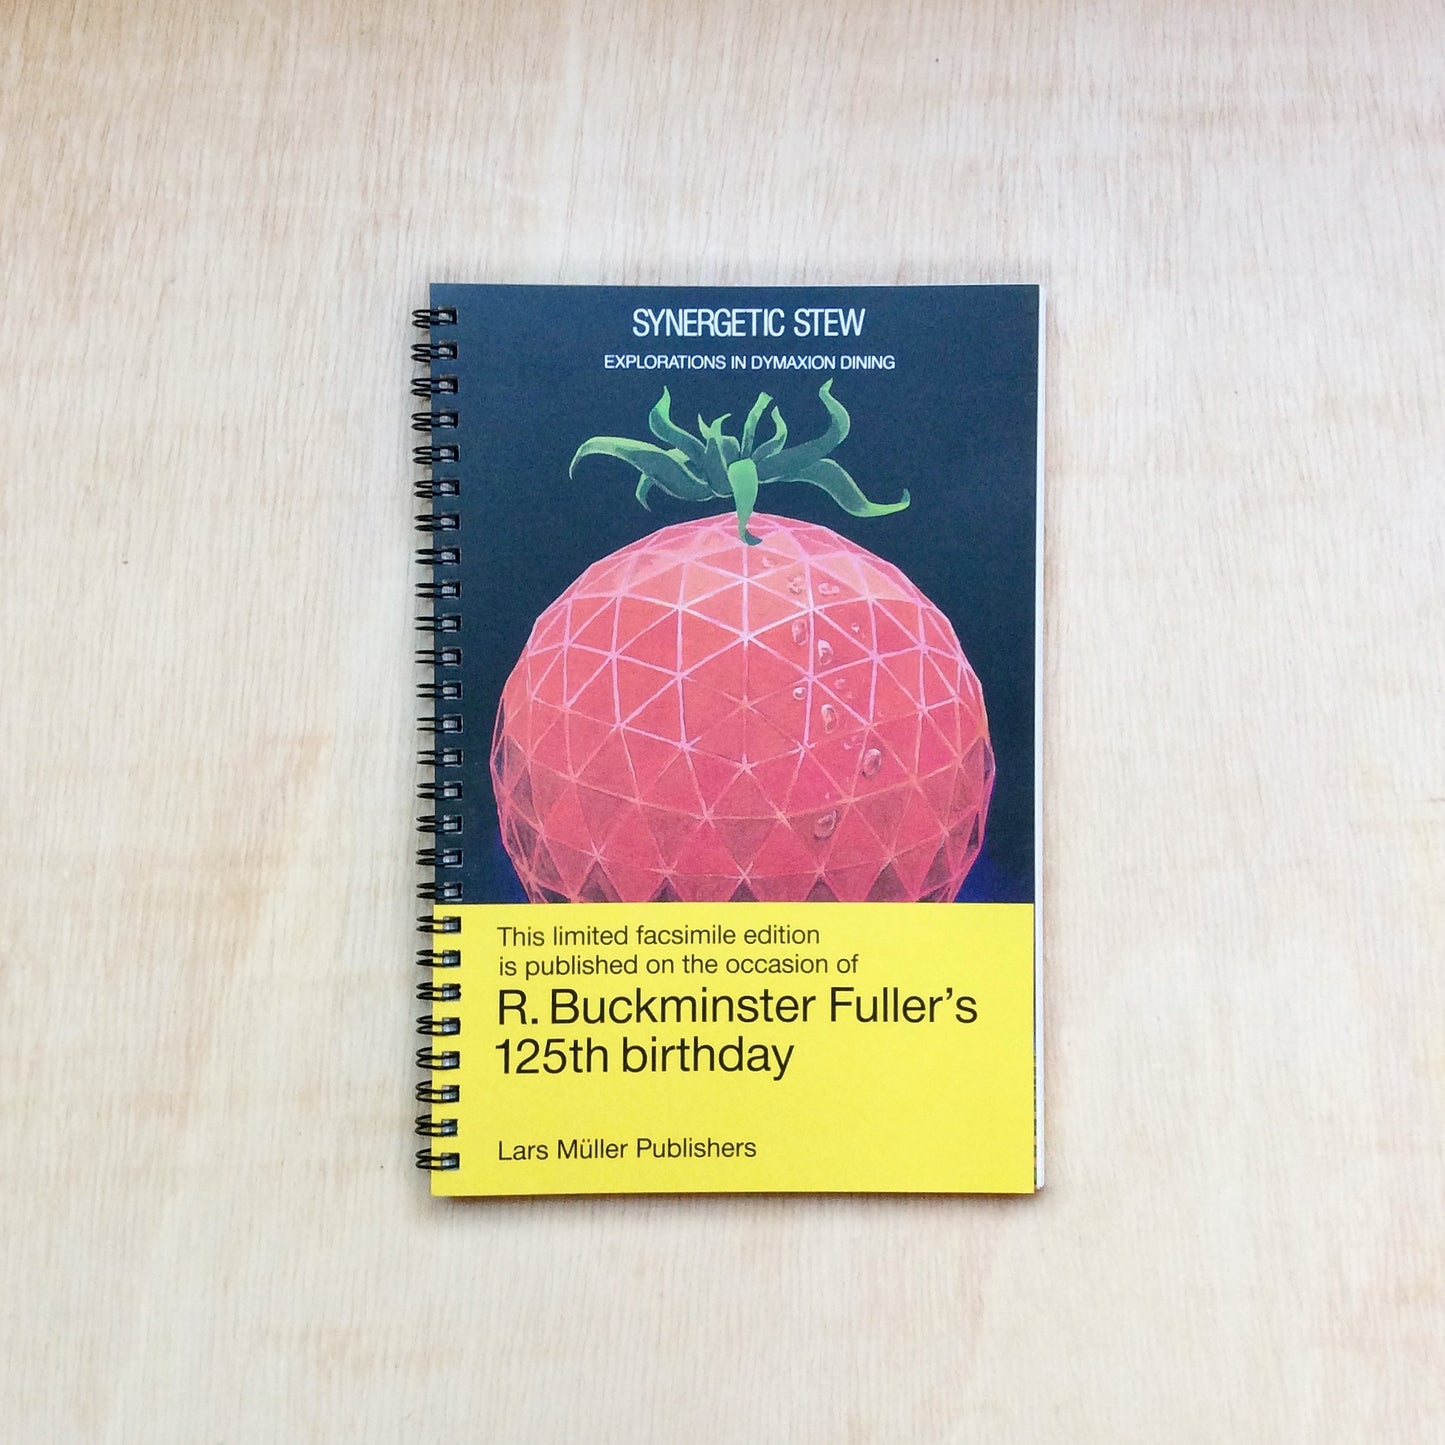 SYNERGETIC STEW
EXPLORATIONS IN DYMAXION DINING
This limited facsimile edition
is published on the occasion of
R. Buckminster Fuller’s
125th birthday
Lars Müller Publishers